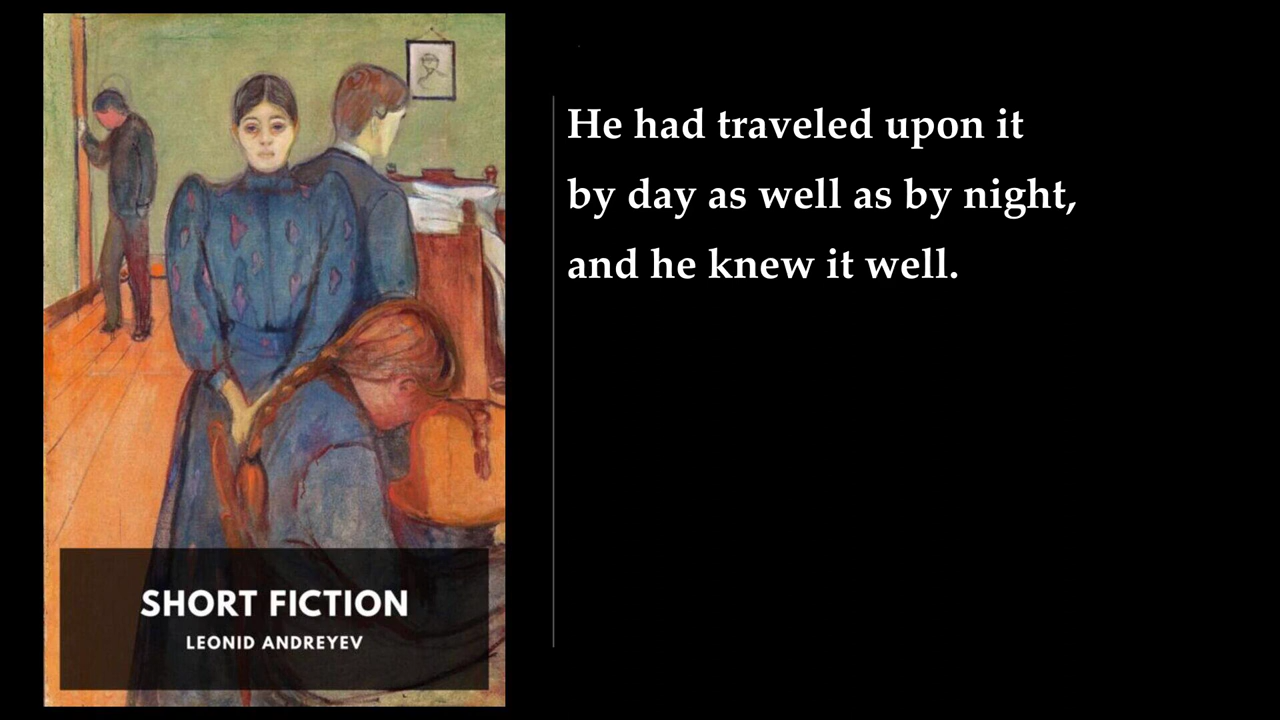 He had traveled upon it
by day as well as by night,
and he knew it well.
SHORT FICTION
LEONID ANDREYEV